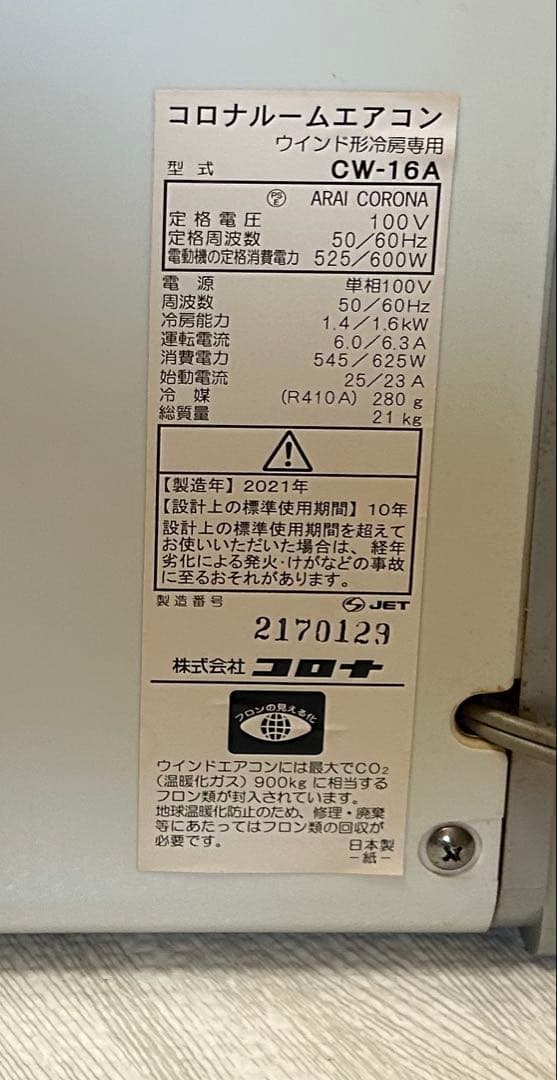 コロナルームエアコン
ウインド形冷房専用
型式 CW-16A
PSE ARAI CORONA
定格電圧 100V
定格周波数 50/60Hz
電動機の定格消費電力 525/600W
電源 単相100V
周波数 50/60Hz
冷房能力 1.4/1.6kW
運転電流 6.0/6.3A
消費電力 545/625W
始動電流 25/23A
冷媒 (R410A) 280g
総質量 21kg
【製造年】2021年
【設計上の標準使用期間】10年
設計上の標準使用期間を超えて
お使いいただいた場合は、経年
劣化による発火・けがなどの事故
に至るおそれがあります。
製造番号 JET
2170129
株式会社 コロナ
フロンの見える化
ウインドエアコンには最大でCO₂
(温暖化ガス)900kgに相当する
フロン類が封入されています。
地球温暖化防止のため、修理・廃棄
等にあたってはフロン類の回収が
必要です。
日本製
-紙-